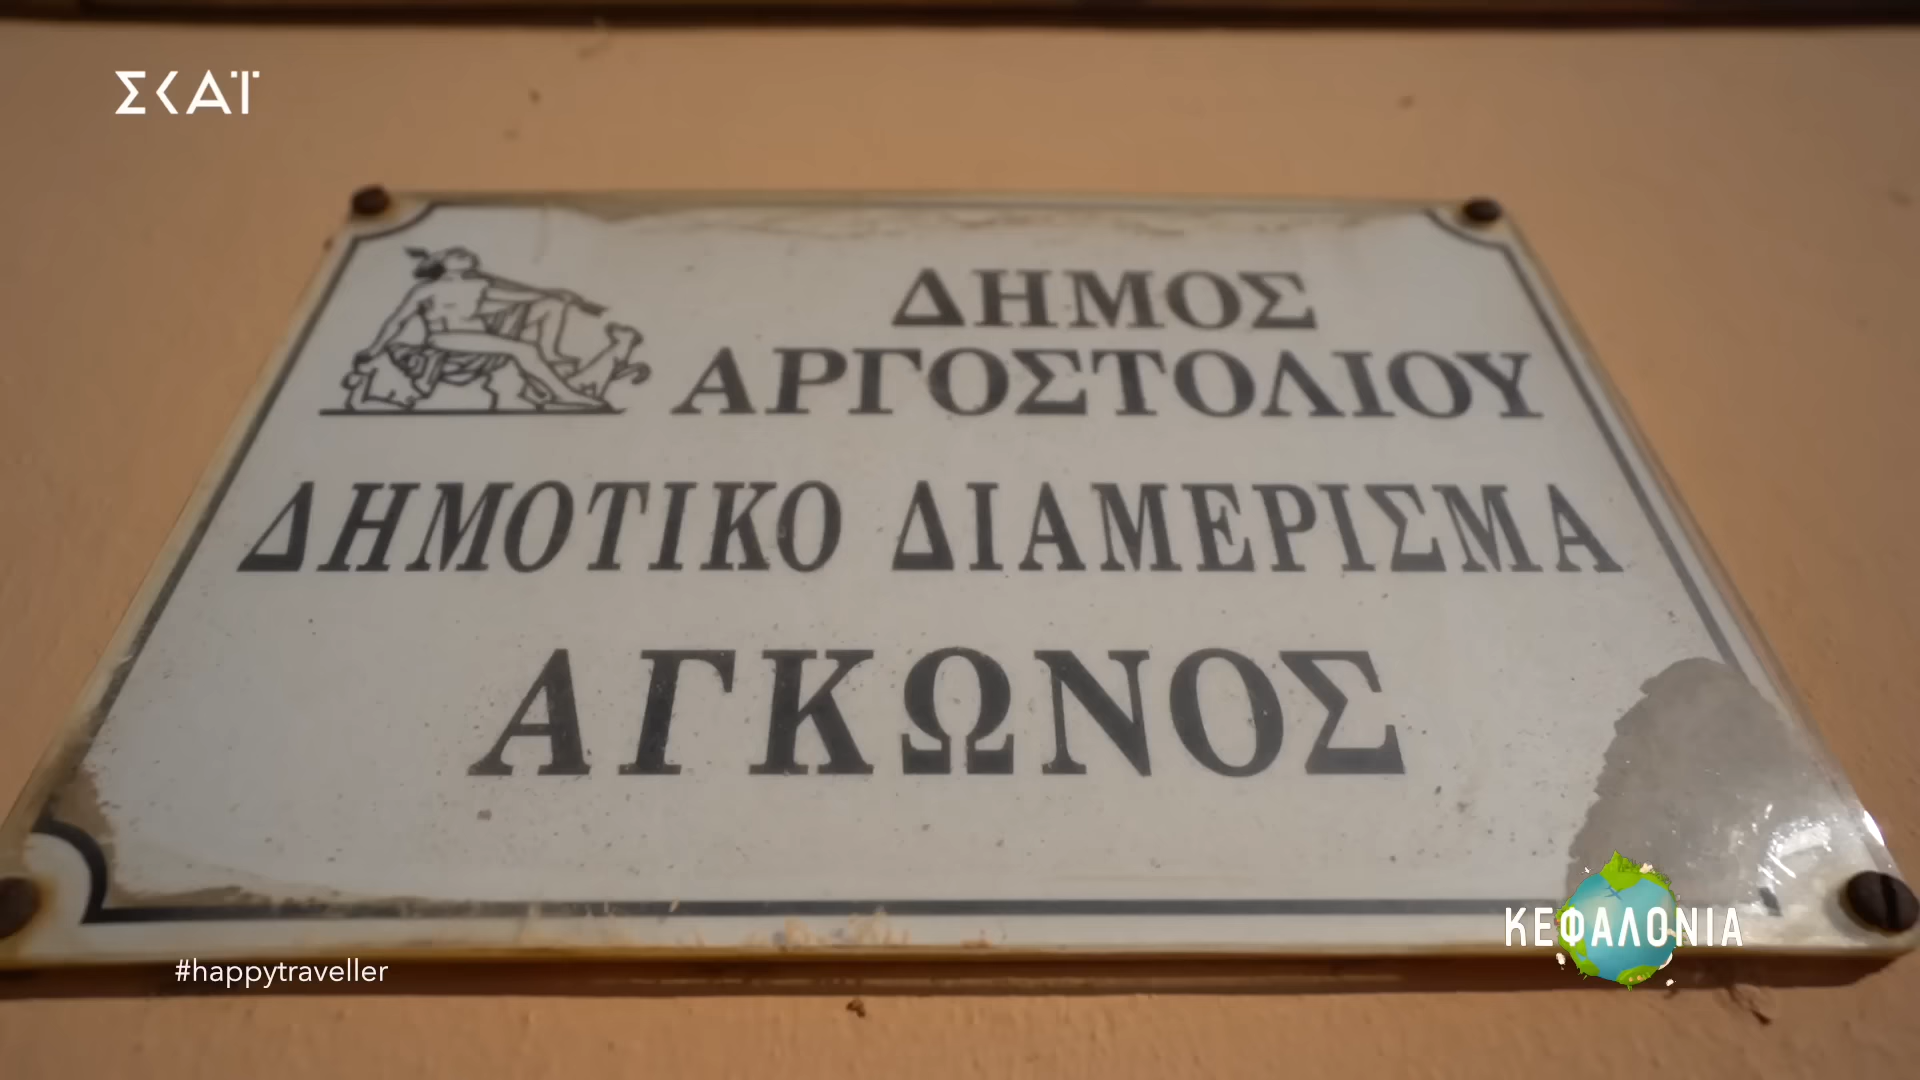 ΣΚΑΪ
ΔΗΜΟΣ
ΑΡΓΟΣΤΟΛΙΟΥ
ΔΗΜΟΤΙΚΟ ΔΙΑΜΕΡΙΣΜΑ
ΑΓΚΩΝΟΣ
ΚΕΦΑΛΟΝΙΑ
#happytraveller